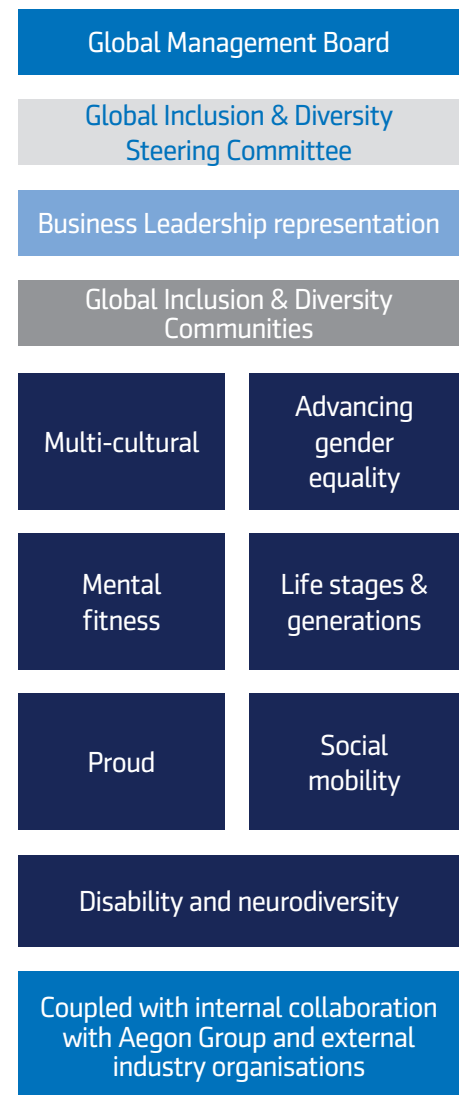 Global Management Board
Global Inclusion & Diversity
Steering Committee
Business Leadership representation
Global Inclusion & Diversity
Communities
Multi-cultural
Advancing
gender
equality
Mental
fitness
Life stages &
generations
Proud
Social
mobility
Disability and neurodiversity
Coupled with internal collaboration
with Aegon Group and external
industry organisations